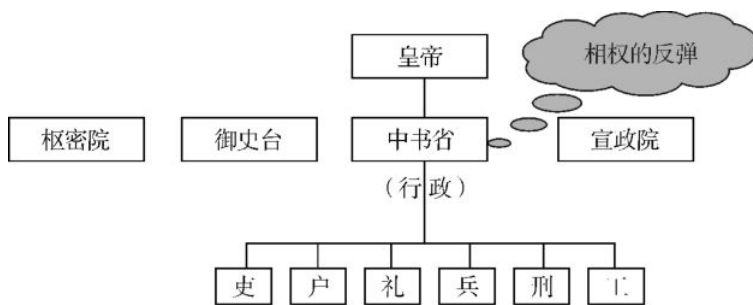 皇帝
相权的反弹
枢密院 御史台 中书省 宣政院
(行政)
吏 户 礼 兵 刑 工